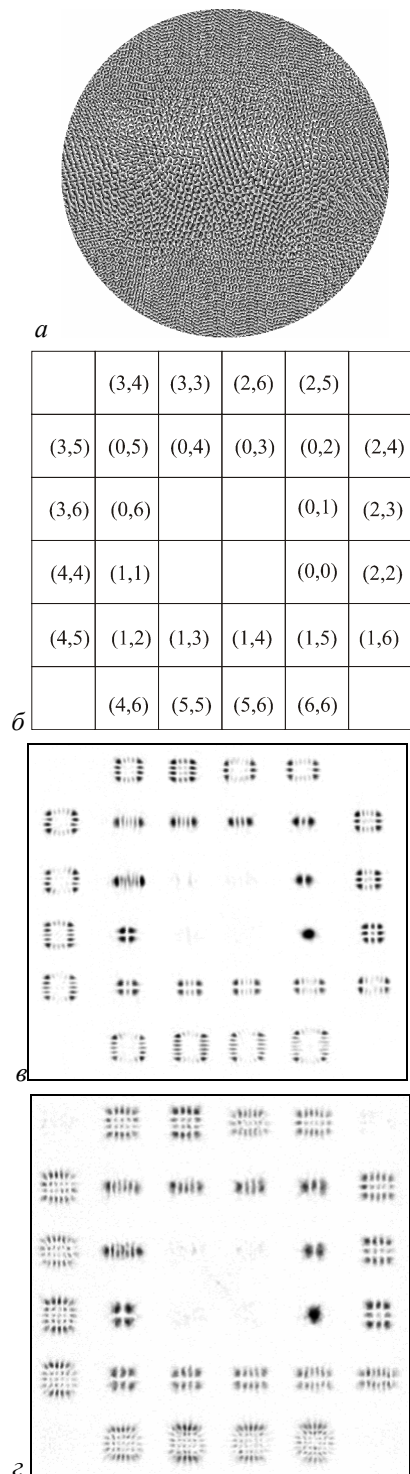 а
(3,4) (3,3) (2,6) (2,5)
(3,5) (0,5) (0,4) (0,3) (0,2) (2,4)
(3,6) (0,6) (0,1) (2,3)
(4,4) (1,1) (0,0) (2,2)
(4,5) (1,2) (1,3) (1,4) (1,5) (1,6)
(4,6) (5,5) (5,6) (6,6)
б
в
г